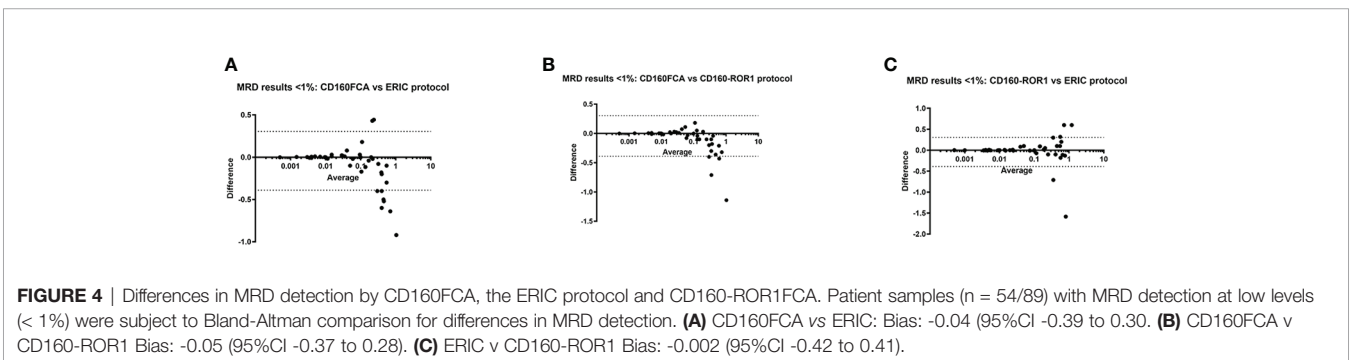 A
MRD results <1%: CD160FCA vs ERIC protocol
0.5
0.0
-0.5
-1.0
0.001
0.01
0.1
1
10
Average
Difference
B
MRD results <1%: CD160FCA vs CD160-ROR1 protocol
0.5
0.0
-0.5
-1.0
-1.5
0.001
0.01
0.1
1
10
Average
Difference
C
MRD results <1%: CD160-ROR1 vs ERIC protocol
1.0
0.5
0.0
-0.5
-1.0
-1.5
-2.0
0.001
0.01
0.1
1
10
Average
Difference
FIGURE 4 | Differences in MRD detection by CD160FCA, the ERIC protocol and CD160-ROR1FCA. Patient samples (n = 54/89) with MRD detection at low levels
(< 1%) were subject to Bland-Altman comparison for differences in MRD detection. (A) CD160FCA vs ERIC: Bias: -0.04 (95%CI -0.39 to 0.30. (B) CD160FCA v
CD160-ROR1 Bias: -0.05 (95%CI -0.37 to 0.28). (C) ERIC v CD160-ROR1 Bias: -0.002 (95%CI -0.42 to 0.41).